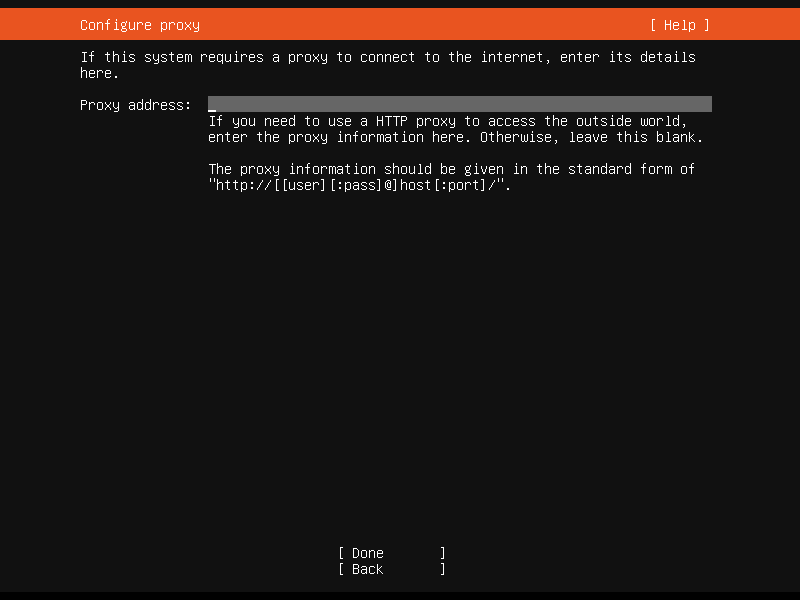 Configure proxy [ Help ]
If this system requires a proxy to connect to the internet, enter its details
here.
Proxy address:
If you need to use a HTTP proxy to access the outside world,
enter the proxy information here. Otherwise, leave this blank.
The proxy information should be given in the standard form of
"http://[[user][:pass]@]host[:port]/".
[ Done ]
[ Back ]